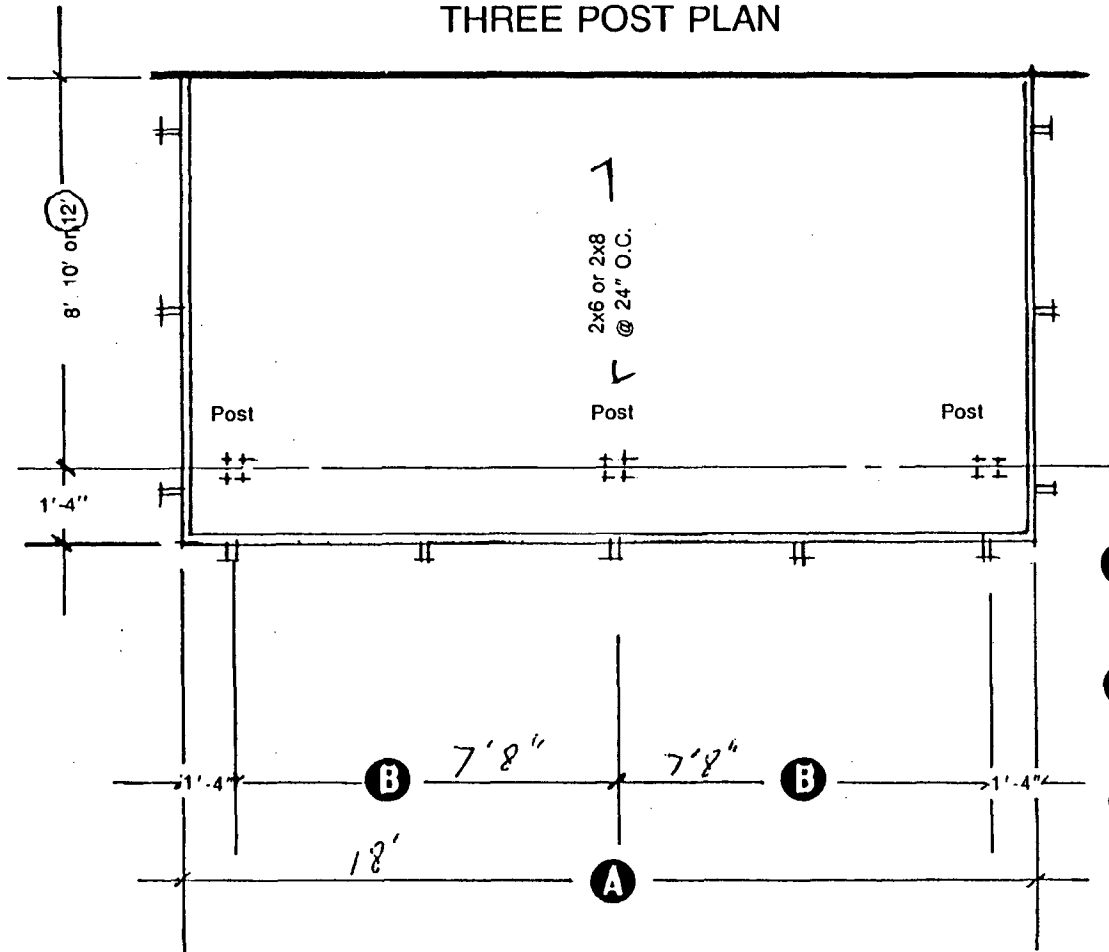 THREE POST PLAN
8' 10' or 12'
2x6 or 2x8
@ 24" O.C.
Post
Post
Post
1'-4"
7'8"
7'8"
1'-4"
B
B
1'-4"
18'
A